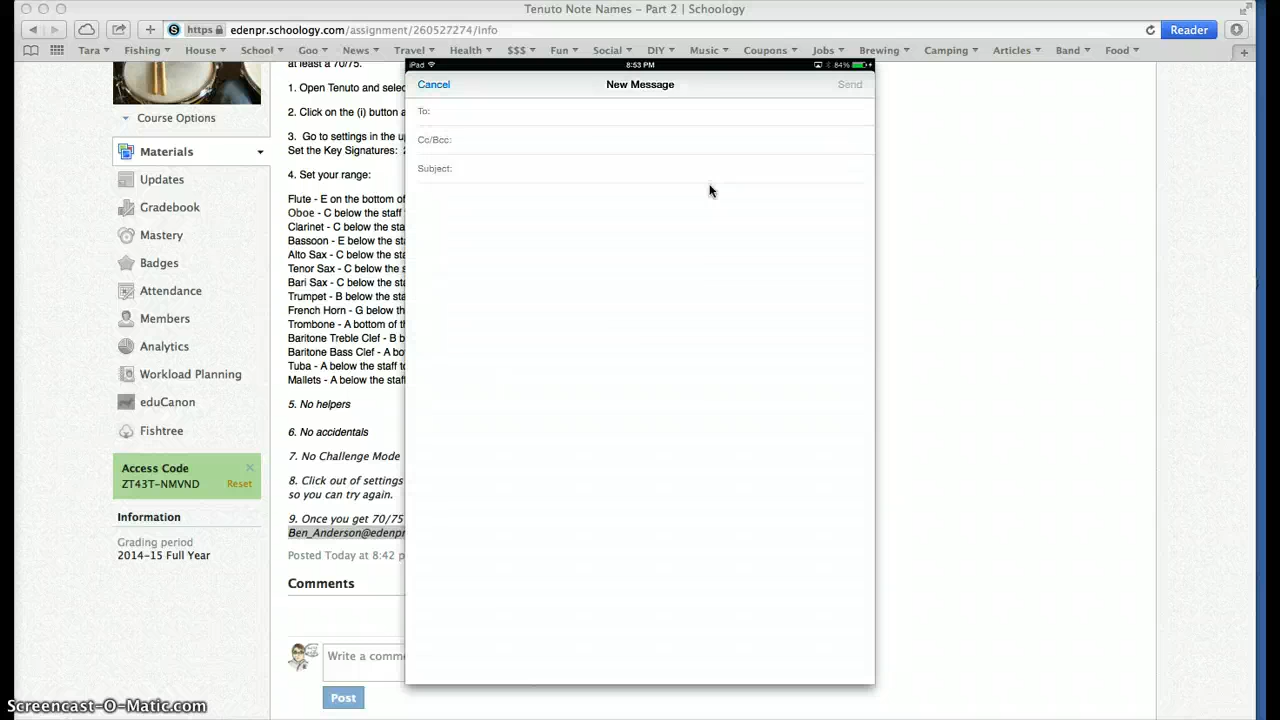 Tenuto Note Names – Part 2 | Schoology
https edenpr.schoology.com/assignment/260527274/info Reader
Tara Fishing House School Goo News Travel Health $$$ Fun Social DIY Music Coupons Jobs Brewing Camping Articles Band Food
Course Options
Materials
Updates
Gradebook
Mastery
Badges
Attendance
Members
Analytics
Workload Planning
eduCanon
Fishtree
Access Code
ZT43T-NMVND Reset
Information
Grading period
2014-15 Full Year
at least a 70/75.
1. Open Tenuto and selec
2. Click on the (i) button a
3. Go to settings in the u
Set the Key Signatures:
4. Set your range:
Flute - E on the bottom of
Oboe - C below the staff
Clarinet - C below the sta
Bassoon - E below the st
Alto Sax - C below the sta
Tenor Sax - C below the s
Bari Sax - C below the sta
Trumpet - B below the sta
French Horn - G below the
Trombone - A bottom of th
Baritone Treble Clef - B b
Baritone Bass Clef - A bo
Tuba - A below the staff to
Mallets - A below the staff
5. No helpers
6. No accidentals
7. No Challenge Mode
8. Click out of settings
so you can try again.
9. Once you get 70/75
Ben_Anderson@edenpr
Posted Today at 8:42 p
Comments
Write a comme
Post
iPad 8:53 PM 84%
Cancel New Message Send
To:
Cc/Bcc:
Subject:
Screencast-O-Matic.com